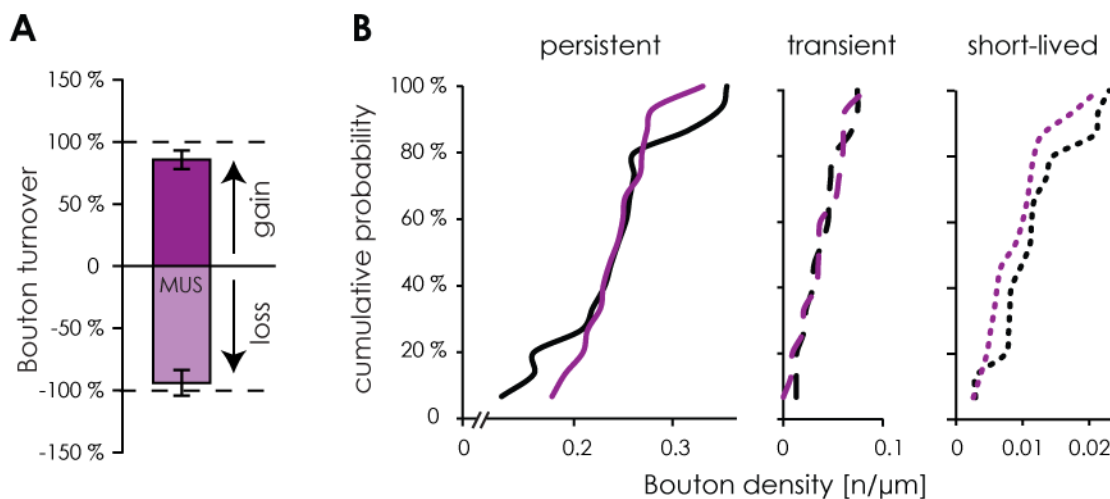 A
150 %
100 %
50 %
0
-50 %
-100 %
-150 %
Bouton turnover
MUS
gain
loss
B
persistent
transient
short-lived
100 %
80 %
60 %
40 %
20 %
0
cumulative probability
0
0.2
0.3
0
0.1
0
0.01
0.02
Bouton density [n/µm]